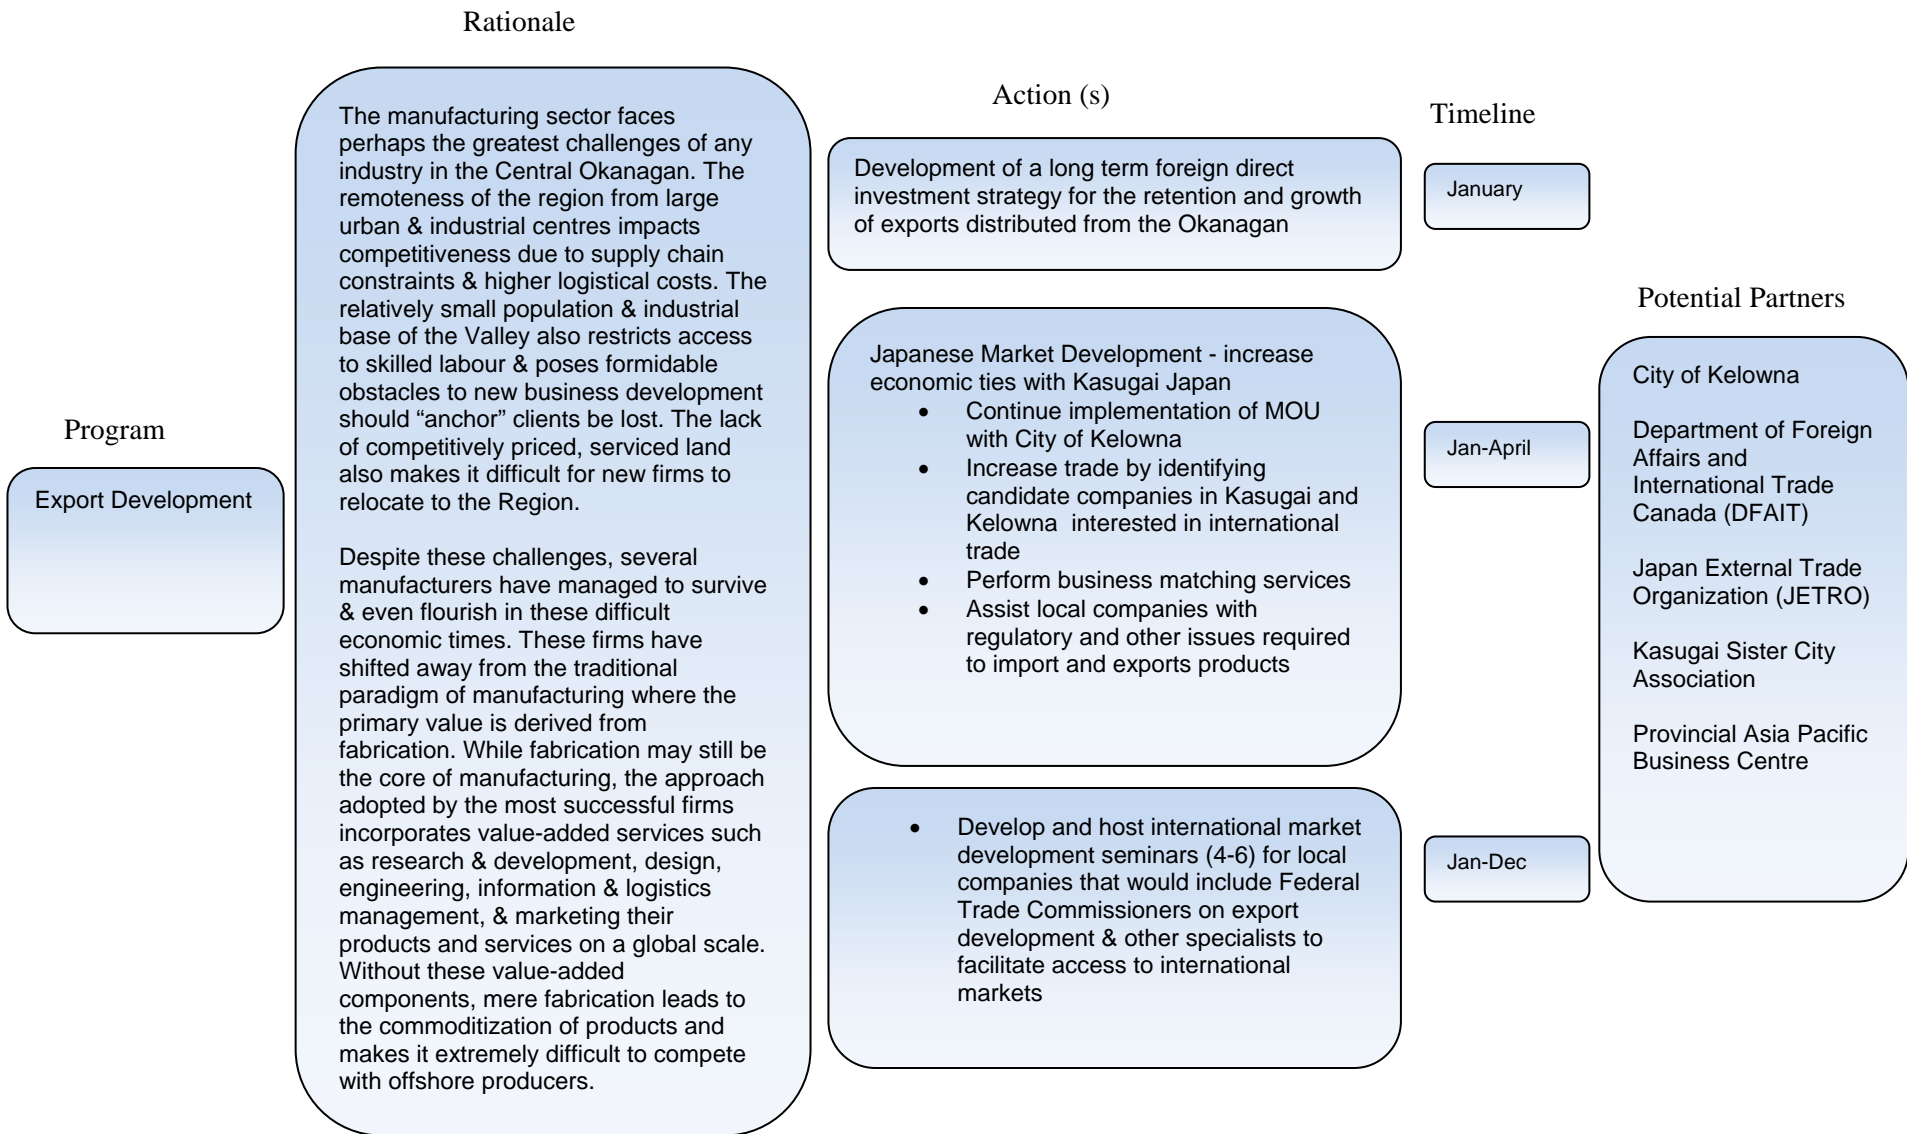 Program
Export Development
Rationale
The manufacturing sector faces
perhaps the greatest challenges of any
industry in the Central Okanagan. The
remoteness of the region from large
urban & industrial centres impacts
competitiveness due to supply chain
constraints & higher logistical costs. The
relatively small population & industrial
base of the Valley also restricts access
to skilled labour & poses formidable
obstacles to new business development
should “anchor” clients be lost. The lack
of competitively priced, serviced land
also makes it difficult for new firms to
relocate to the Region.
Despite these challenges, several
manufacturers have managed to survive
& even flourish in these difficult
economic times. These firms have
shifted away from the traditional
paradigm of manufacturing where the
primary value is derived from
fabrication. While fabrication may still be
the core of manufacturing, the approach
adopted by the most successful firms
incorporates value-added services such
as research & development, design,
engineering, information & logistics
management, & marketing their
products and services on a global scale.
Without these value-added
components, mere fabrication leads to
the commoditization of products and
makes it extremely difficult to compete
with offshore producers.
Action (s)
Development of a long term foreign direct
investment strategy for the retention and growth
of exports distributed from the Okanagan
Japanese Market Development - increase
economic ties with Kasugai Japan
• Continue implementation of MOU
with City of Kelowna
• Increase trade by identifying
candidate companies in Kasugai and
Kelowna interested in international
trade
• Perform business matching services
• Assist local companies with
regulatory and other issues required
to import and exports products
• Develop and host international market
development seminars (4-6) for local
companies that would include Federal
Trade Commissioners on export
development & other specialists to
facilitate access to international
markets
Timeline
January
Jan-April
Jan-Dec
Potential Partners
City of Kelowna
Department of Foreign
Affairs and
International Trade
Canada (DFAIT)
Japan External Trade
Organization (JETRO)
Kasugai Sister City
Association
Provincial Asia Pacific
Business Centre